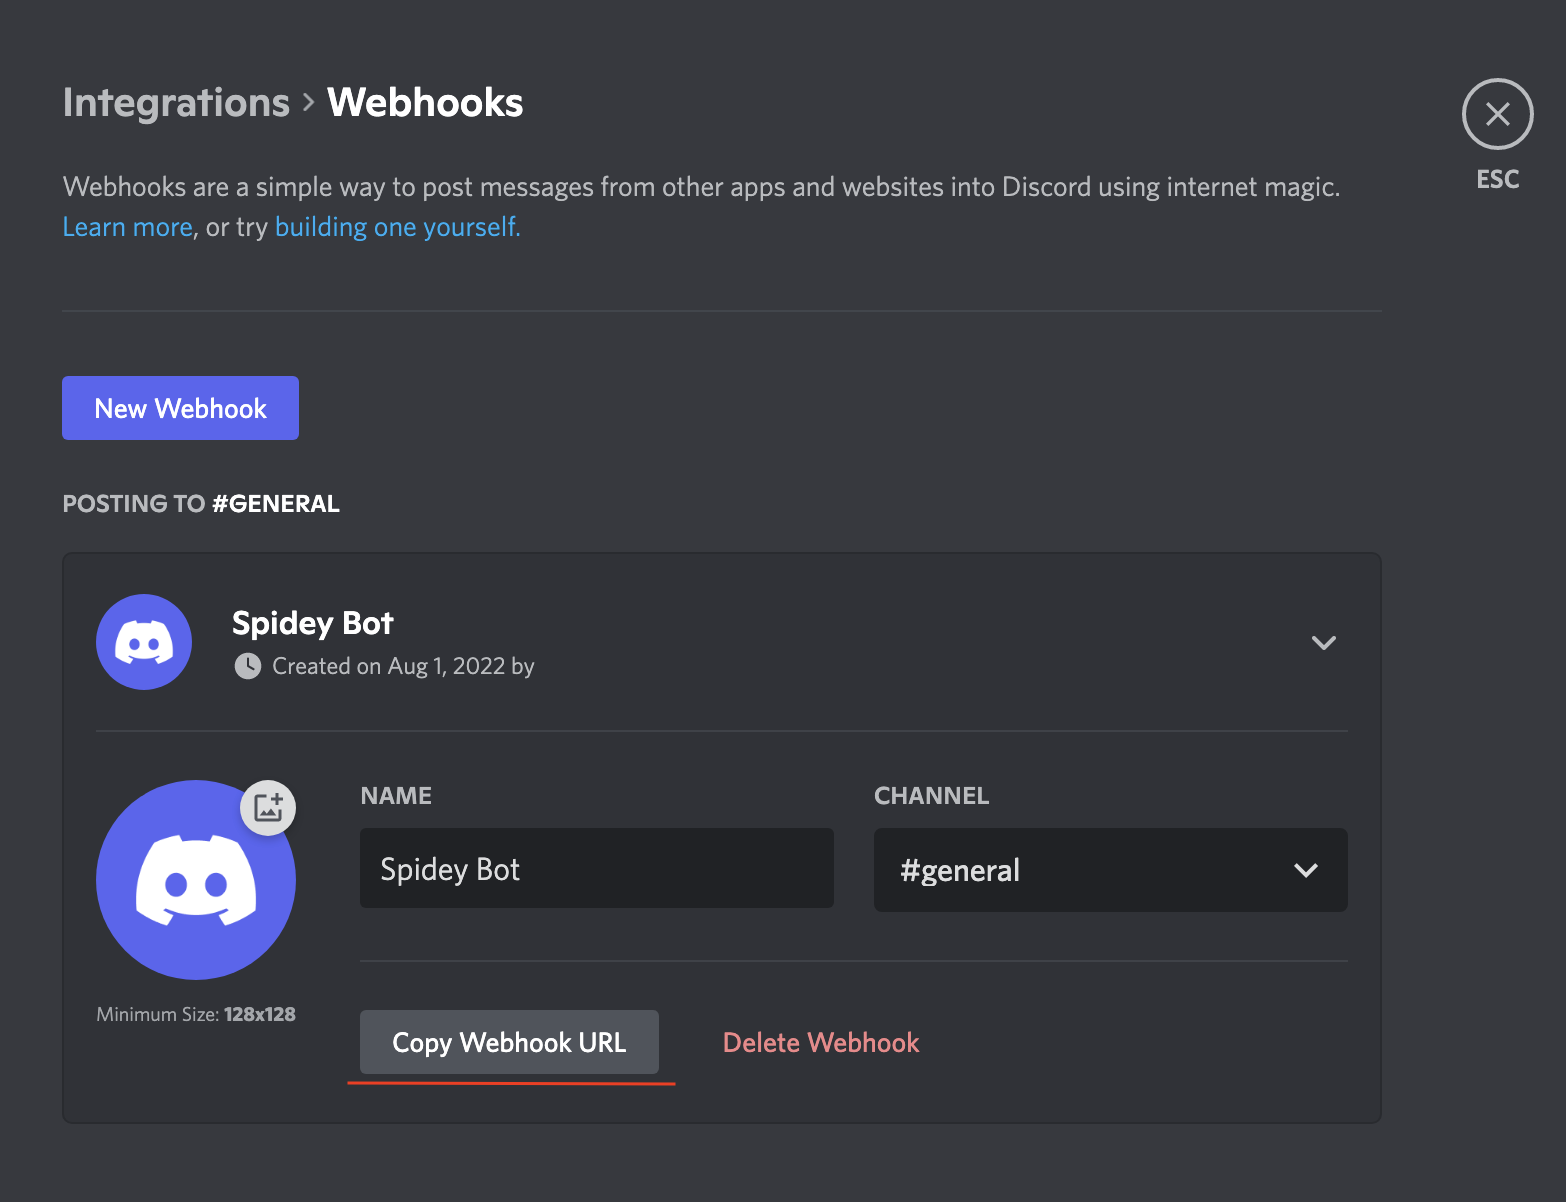 Integrations > Webhooks
ESC
Webhooks are a simple way to post messages from other apps and websites into Discord using internet magic.
Learn more, or try building one yourself.
New Webhook
POSTING TO #GENERAL
Spidey Bot
Created on Aug 1, 2022 by
NAME
CHANNEL
Spidey Bot
#general
Minimum Size: 128x128
Copy Webhook URL
Delete Webhook